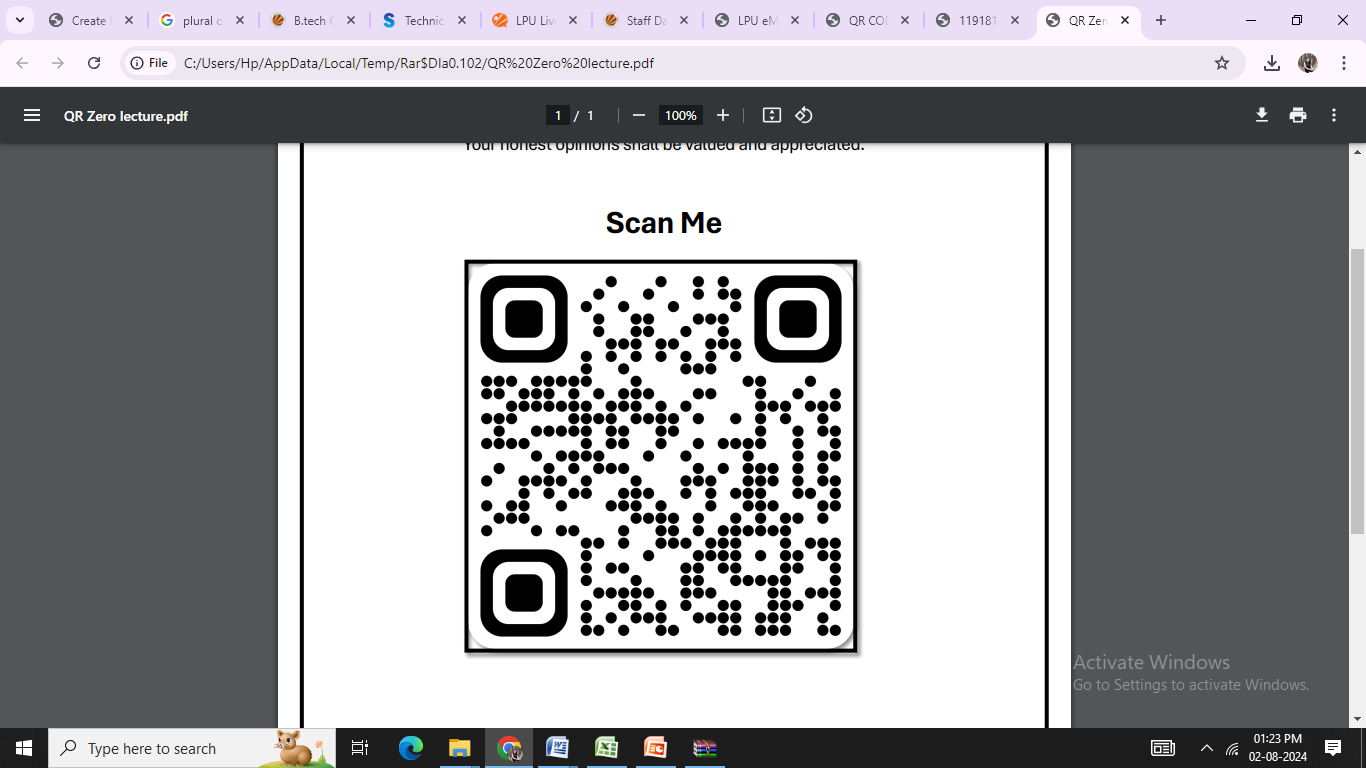 Create
plural o
B.tech
Technic
LPU Liv
Staff Da
LPU eM
QR CO
119181
QR Zer
File
C:/Users/Hp/AppData/Local/Temp/Rar$DIa0.102/QR%20Zero%20lecture.pdf
QR Zero lecture.pdf
1 / 1
100%
Your honest opinions shall be valued and appreciated.
Scan Me
Activate Windows
Go to Settings to activate Windows.
Type here to search
01:23 PM
02-08-2024